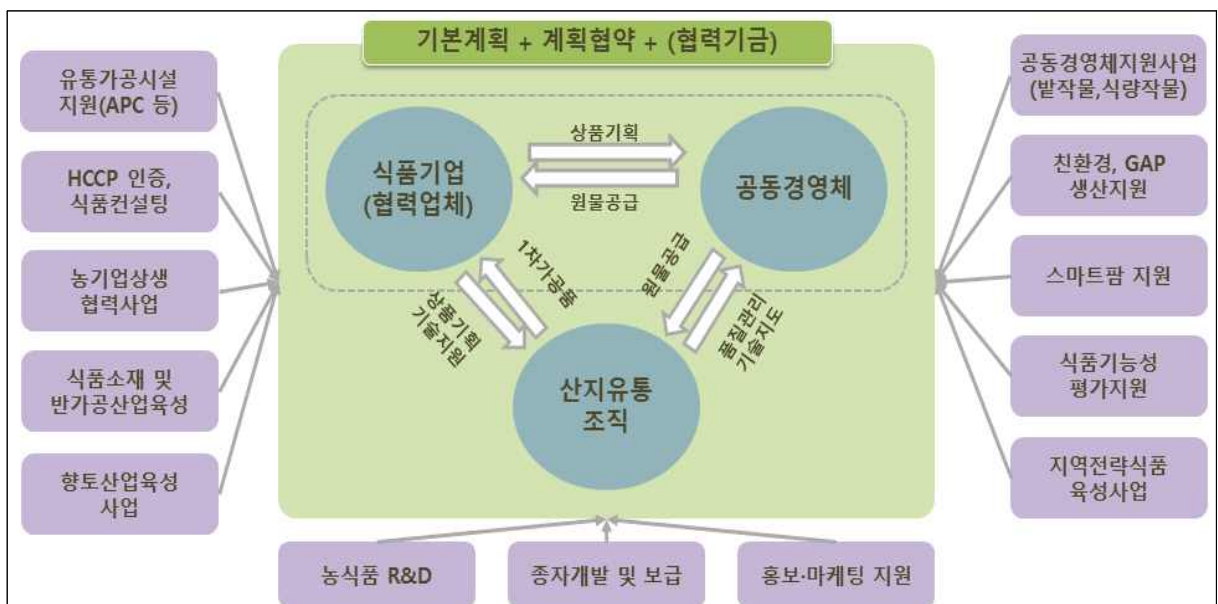 기본계획 + 계획협약 + (협력기금)
유통가공시설
지원(APC 등)
HCCP 인증,
식품컨설팅
농기업상생
협력사업
식품소재 및
반가공산업육성
향토산업육성
사업
식품기업
(협력업체)
상품기획
원물공급
공동경영체
1차가공품
상품기획
기술지원
원물공급
품질관리
기술지도
산지유통
조직
공동경영체지원사업
(밭작물,식량작물)
친환경, GAP
생산지원
스마트팜 지원
식품기능성
평가지원
지역전략식품
육성사업
농식품 R&D
종자개발 및 보급
홍보·마케팅 지원